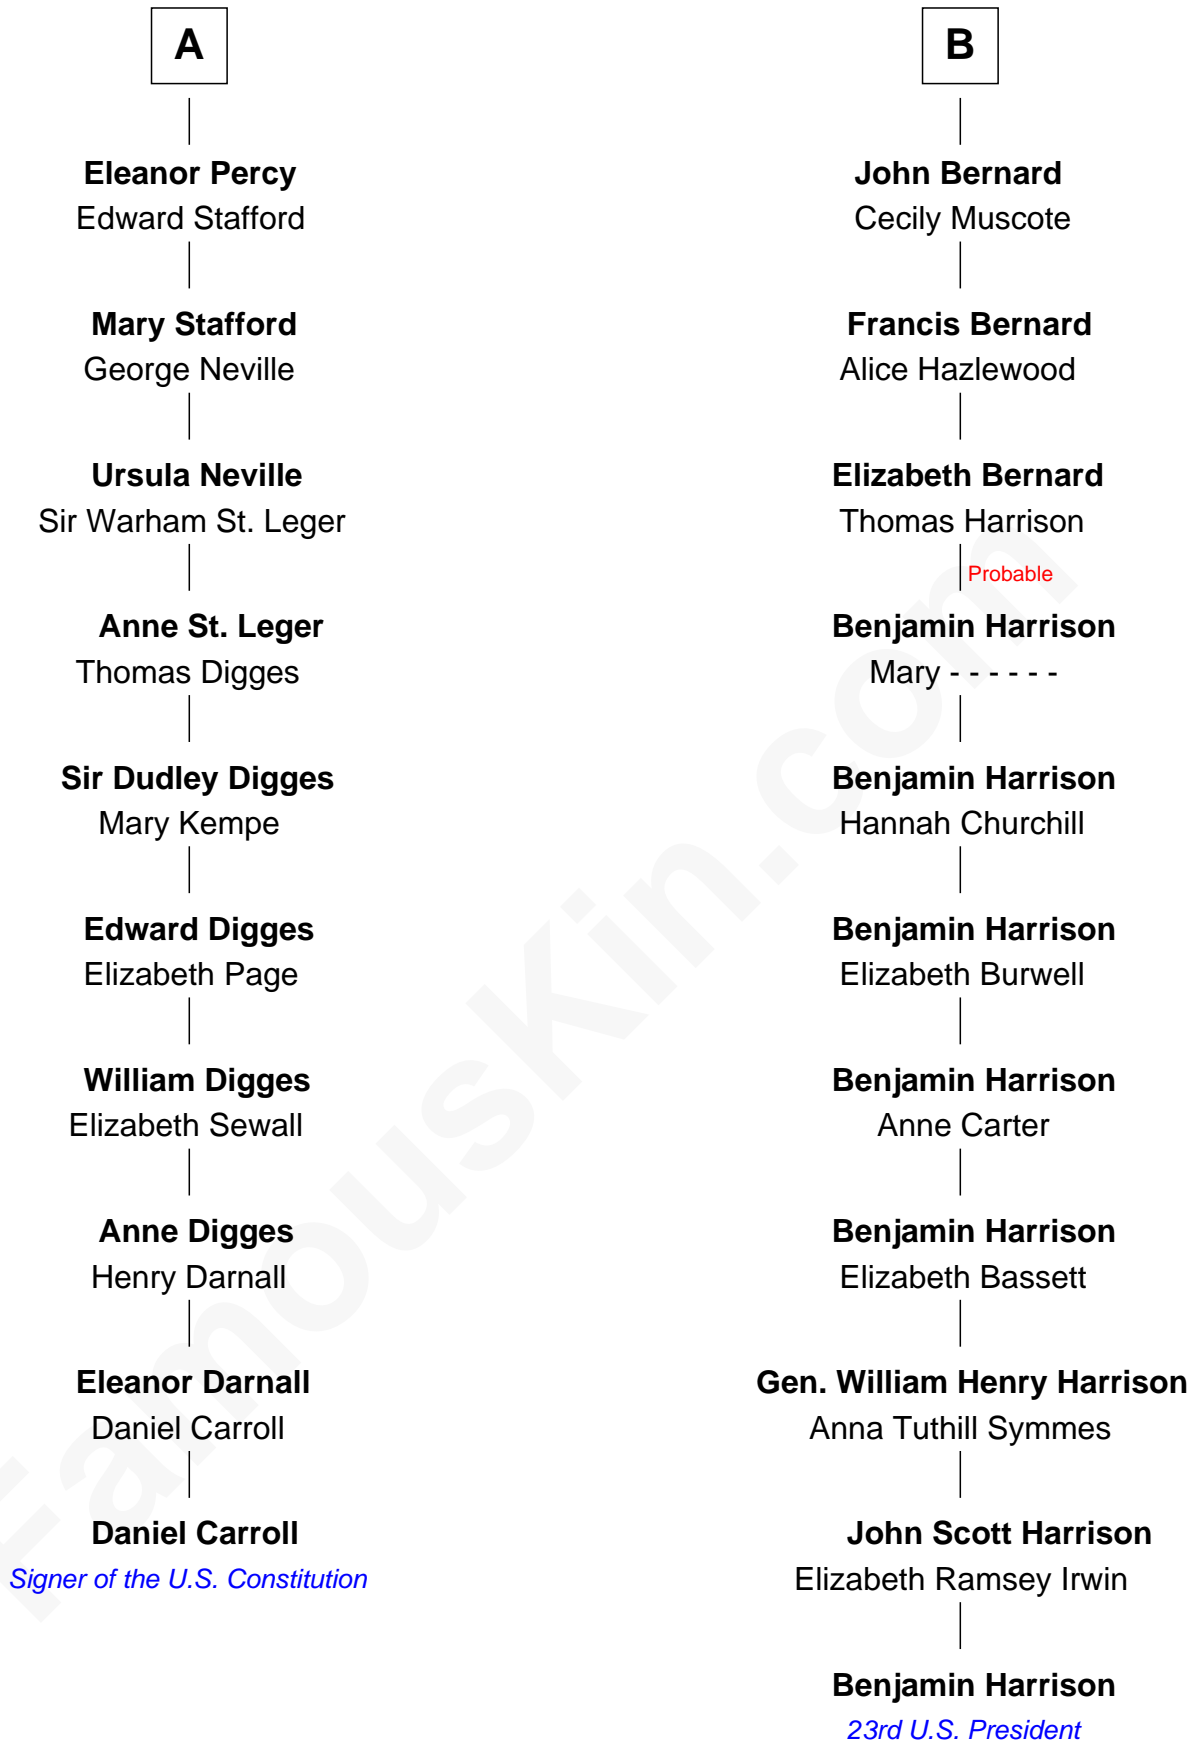 A
Eleanor Percy
Edward Stafford
Mary Stafford
George Neville
Ursula Neville
Sir Warham St. Leger
Anne St. Leger
Thomas Digges
Sir Dudley Digges
Mary Kempe
Edward Digges
Elizabeth Page
William Digges
Elizabeth Sewall
Anne Digges
Henry Darnall
Eleanor Darnall
Daniel Carroll
Daniel Carroll
Signer of the U.S. Constitution
B
John Bernard
Cecily Muscote
Francis Bernard
Alice Hazlewood
Elizabeth Bernard
Thomas Harrison
Probable
Benjamin Harrison
Mary - - - - - -
Benjamin Harrison
Hannah Churchill
Benjamin Harrison
Elizabeth Burwell
Benjamin Harrison
Anne Carter
Benjamin Harrison
Elizabeth Bassett
Gen. William Henry Harrison
Anna Tuthill Symmes
John Scott Harrison
Elizabeth Ramsey Irwin
Benjamin Harrison
23rd U.S. President
FamousKin.com